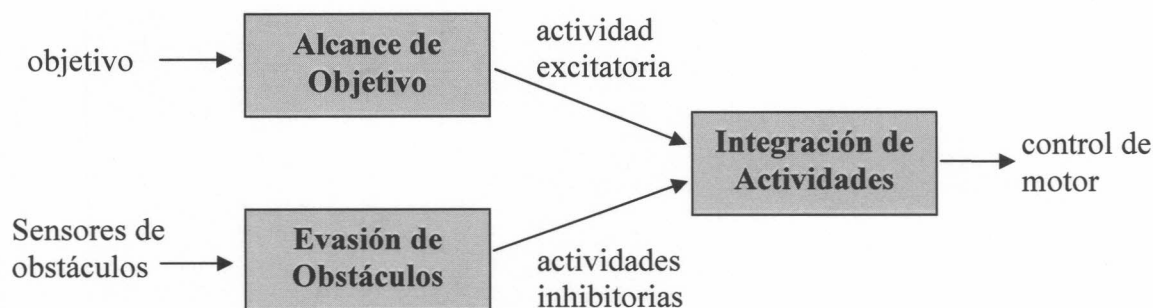 objetivo
Alcance de
Objetivo
actividad
excitatoria
Integración de
Actividades
control de
motor
Sensores de
obstáculos
Evasión de
Obstáculos
actividades
inhibitorias